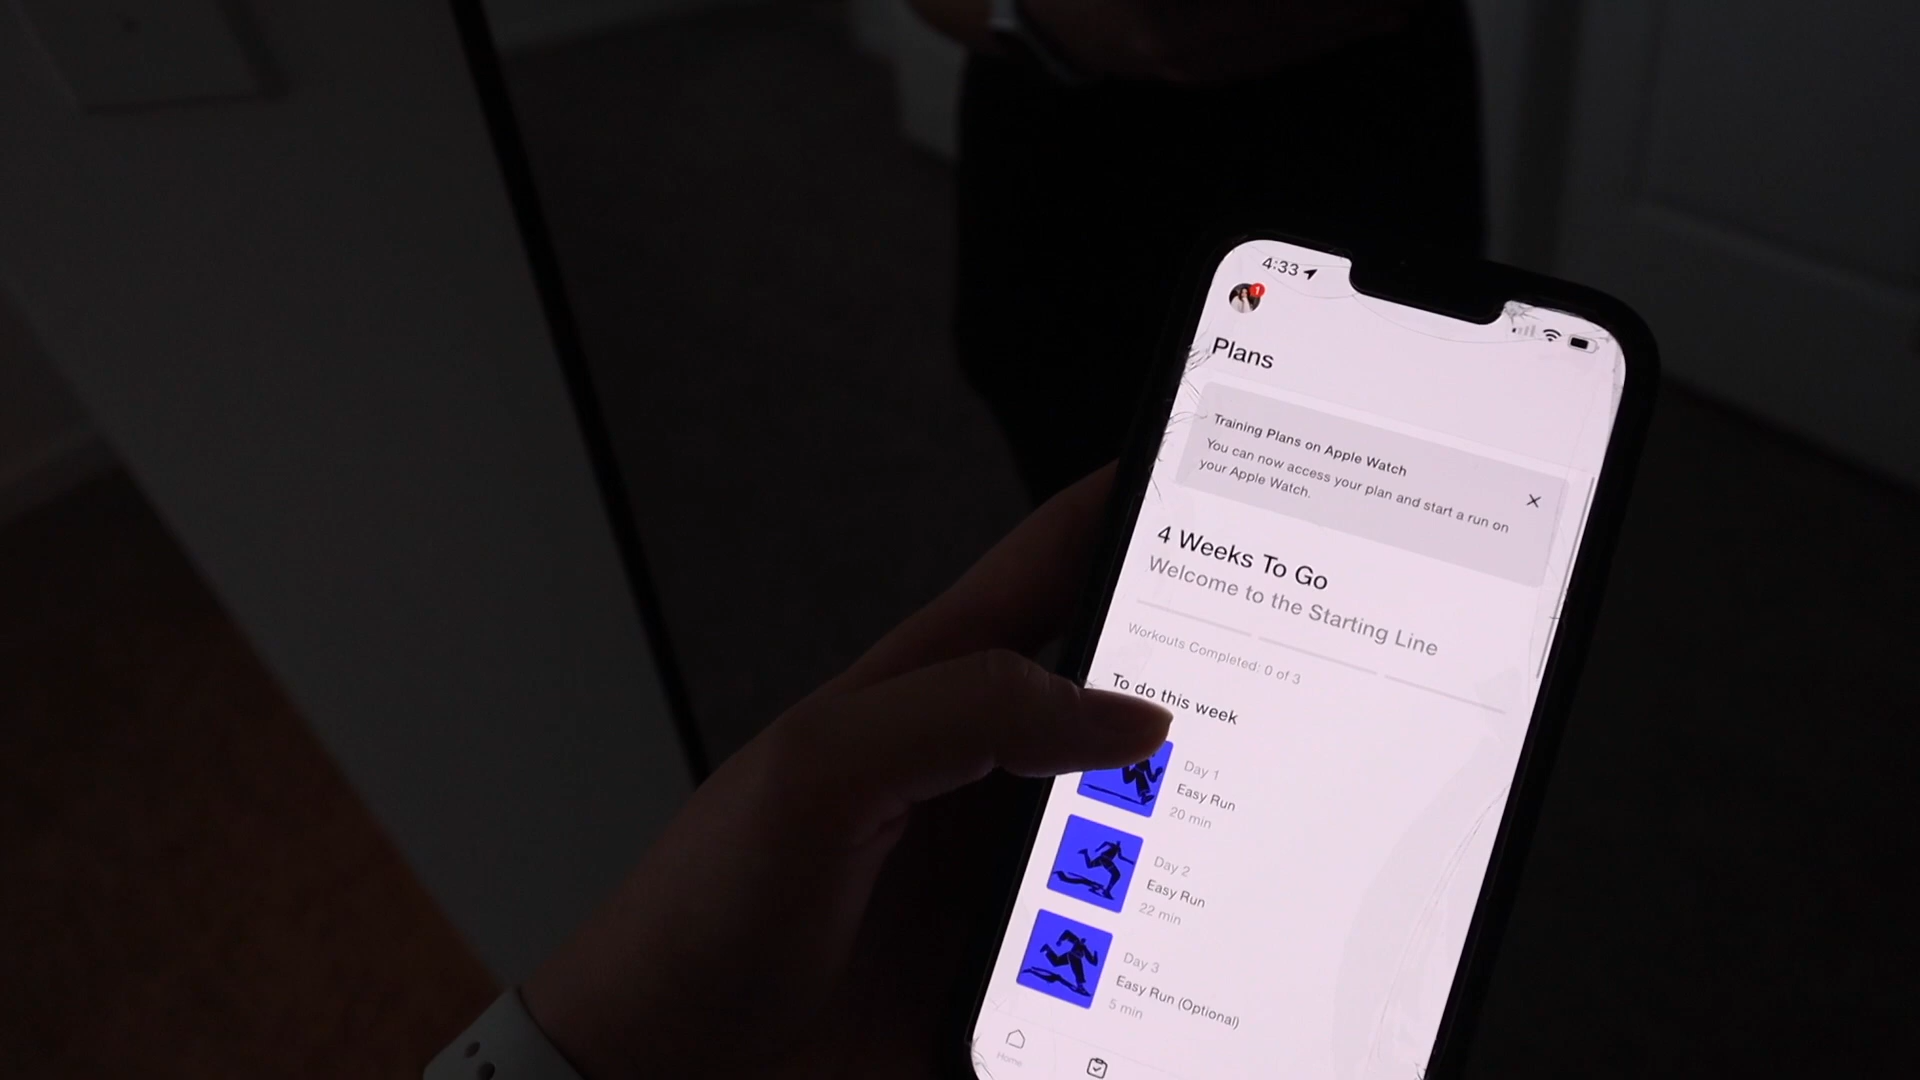 4:33
1
Plans
Training Plans on Apple Watch
You can now access your plan and start a run on
your Apple Watch.
4 Weeks To Go
Welcome to the Starting Line
Workouts Completed: 0 of 3
To do this week
Day 1
Easy Run
20 min
Day 2
Easy Run
22 min
Day 3
Easy Run (Optional)
5 min
Home